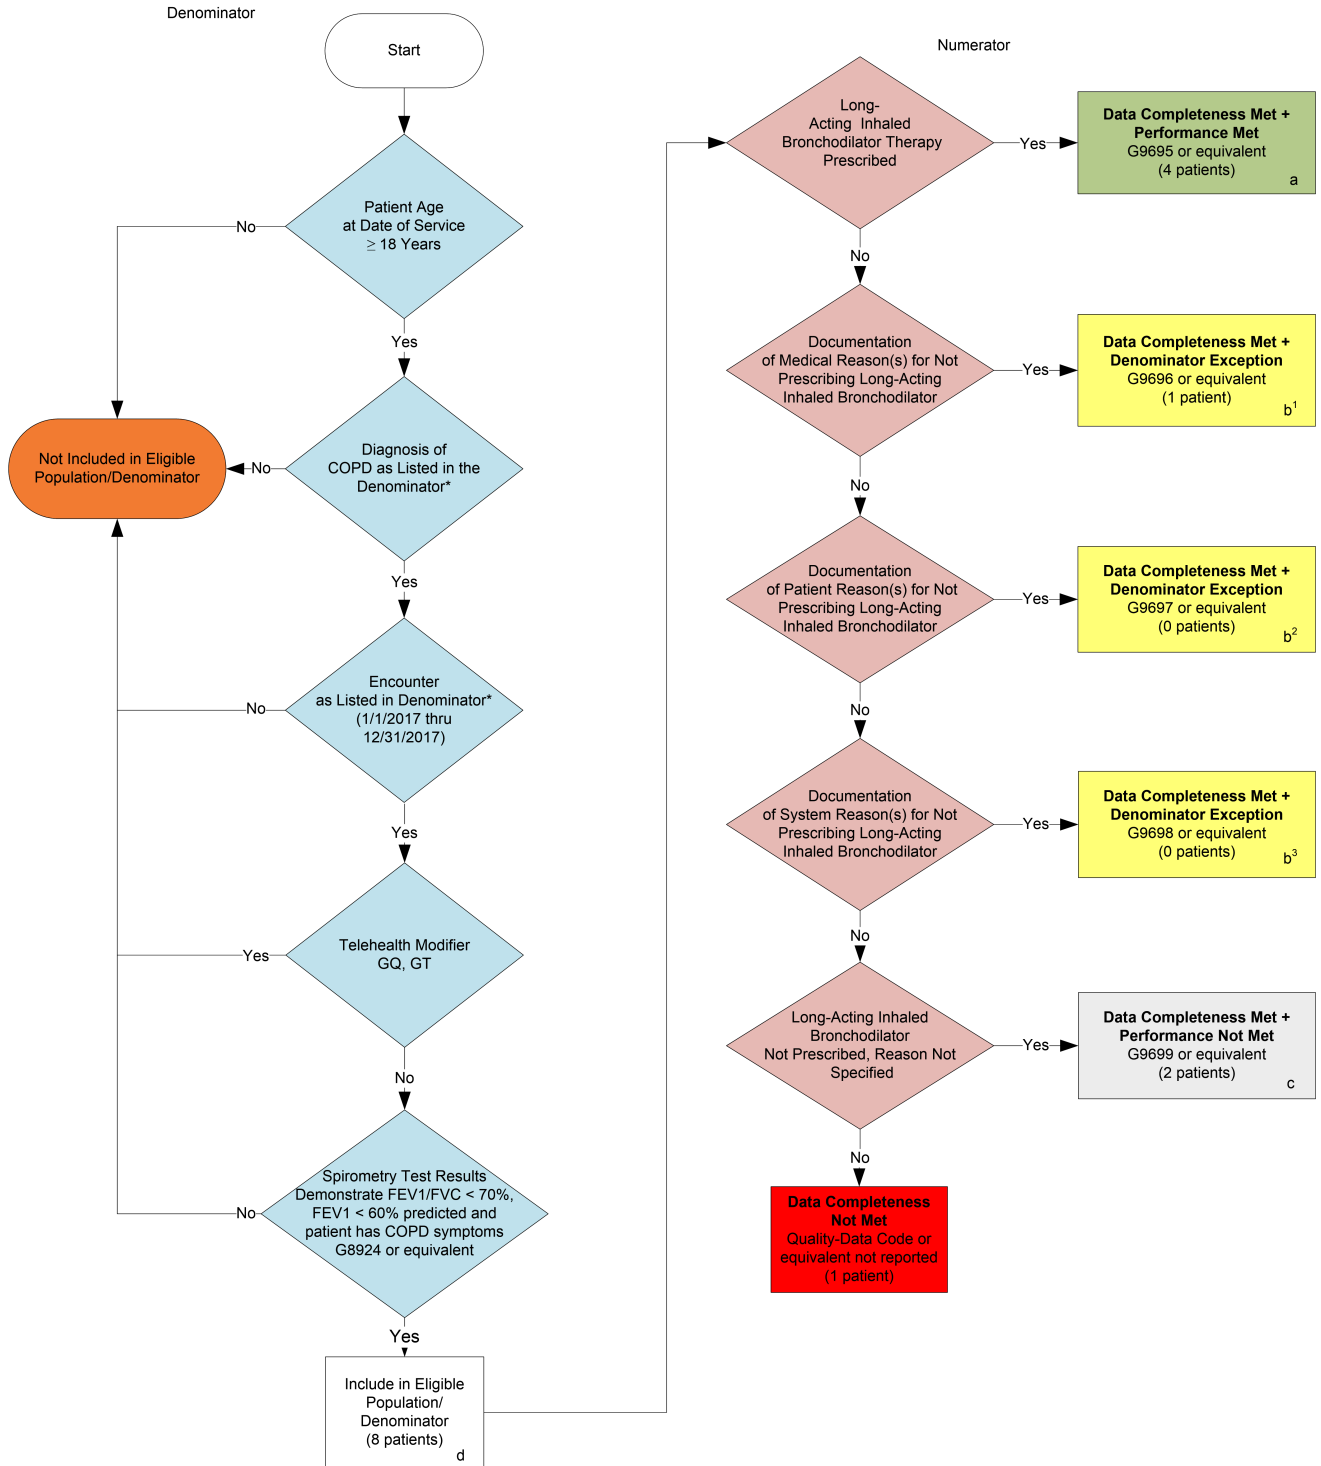 Denominator
Start
Patient Age
at Date of Service
≥ 18 Years
No
Yes
Diagnosis of
COPD as Listed in the
Denominator*
No
Not Included in Eligible
Population/Denominator
Yes
Encounter
as Listed in Denominator*
(1/1/2017 thru
12/31/2017)
No
Yes
Telehealth Modifier
GQ, GT
Yes
No
Spirometry Test Results
Demonstrate FEV1/FVC < 70%,
FEV1 < 60% predicted and
patient has COPD symptoms
G8924 or equivalent
No
Yes
Include in Eligible
Population/
Denominator
(8 patients)
d
Numerator
Long-
Acting Inhaled
Bronchodilator Therapy
Prescribed
Yes
Data Completeness Met +
Performance Met
G9695 or equivalent
(4 patients)
a
No
Documentation
of Medical Reason(s) for Not
Prescribing Long-Acting
Inhaled Bronchodilator
Yes
Data Completeness Met +
Denominator Exception
G9696 or equivalent
(1 patient)
b¹
No
Documentation
of Patient Reason(s) for Not
Prescribing Long-Acting
Inhaled Bronchodilator
Yes
Data Completeness Met +
Denominator Exception
G9697 or equivalent
(0 patients)
b²
No
Documentation
of System Reason(s) for Not
Prescribing Long-Acting
Inhaled Bronchodilator
Yes
Data Completeness Met +
Denominator Exception
G9698 or equivalent
(0 patients)
b³
No
Long-Acting Inhaled
Bronchodilator
Not Prescribed, Reason Not
Specified
Yes
Data Completeness Met +
Performance Not Met
G9699 or equivalent
(2 patients)
c
No
Data Completeness
Not Met
Quality-Data Code or
equivalent not reported
(1 patient)